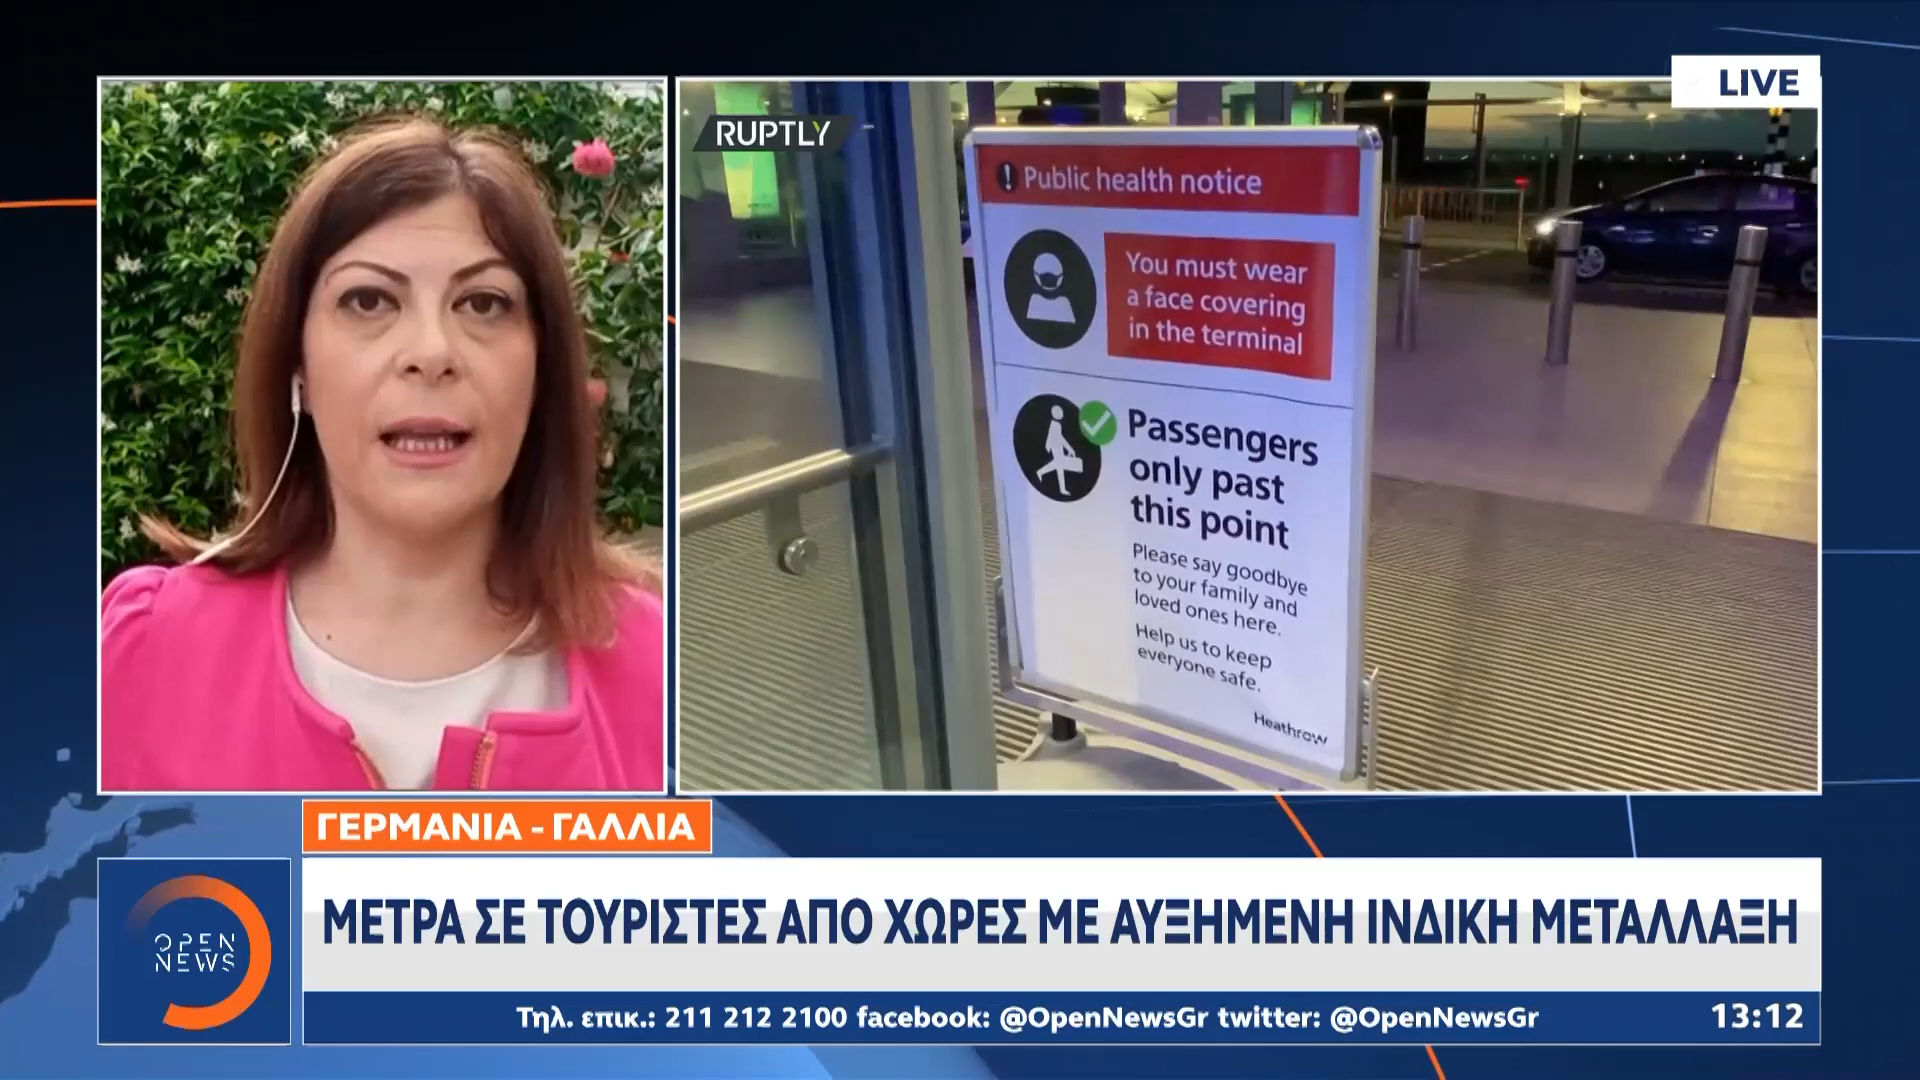 LIVE
RUPTLY
! Public health notice
You must wear
a face covering
in the terminal
Passengers
only past
this point
Please say goodbye
to your family and
loved ones here.
Help us to keep
everyone safe.
Heathrow
ΓΕΡΜΑΝΙΑ - ΓΑΛΛΙΑ
ΜΕΤΡΑ ΣΕ ΤΟΥΡΙΣΤΕΣ ΑΠΟ ΧΩΡΕΣ ΜΕ ΑΥΞΗΜΕΝΗ ΙΝΔΙΚΗ ΜΕΤΑΛΛΑΞΗ
OPEN
NEWS
Τηλ. επικ.: 211 212 2100 facebook: @OpenNewsGr twitter: @OpenNewsGr
13:12